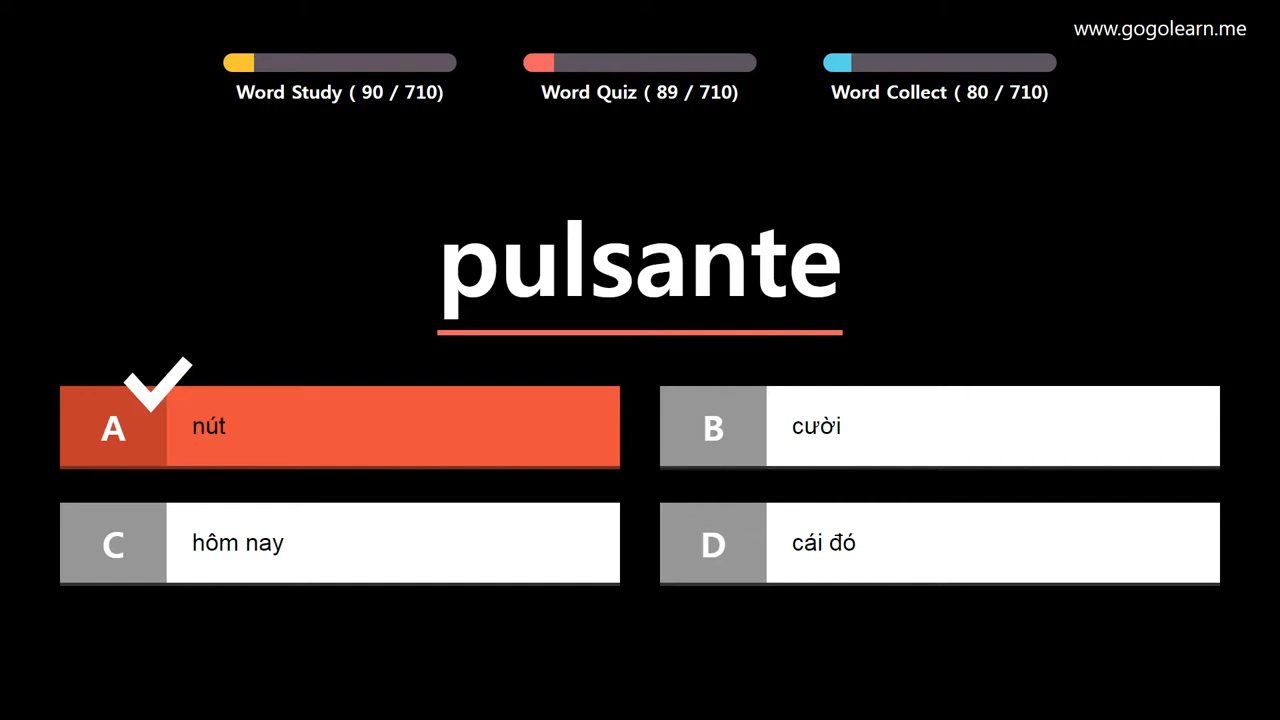 www.gogolearn.me
Word Study ( 90 / 710)
Word Quiz ( 89 / 710)
Word Collect ( 80 / 710)
pulsante
A nút
B cười
C hôm nay
D cái đó